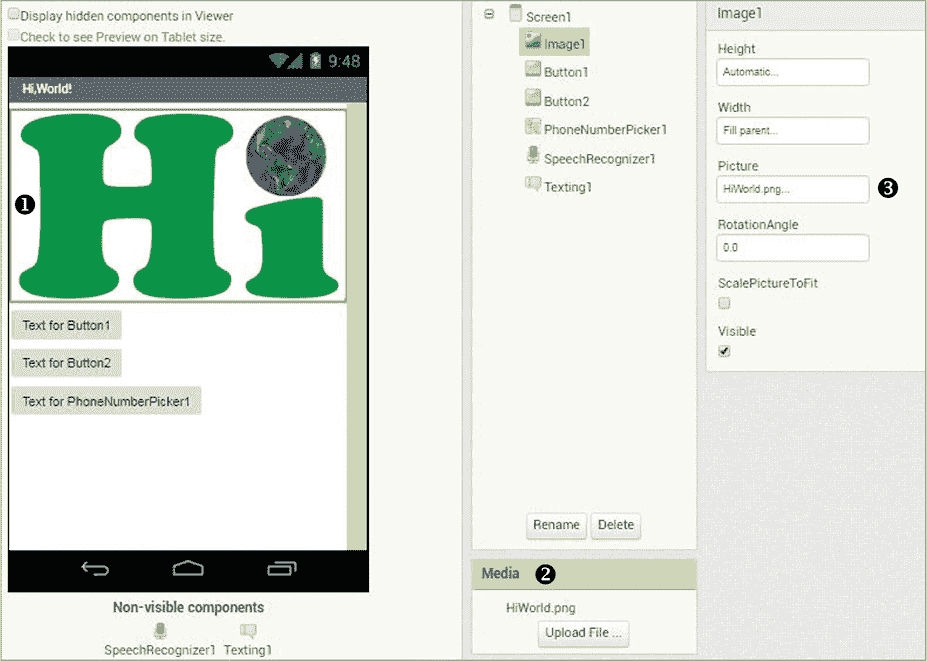 Display hidden components in Viewer
Check to see Preview on Tablet size.
9:48
Hi,World!
Hi
❶
Text for Button1
Text for Button2
Text for PhoneNumberPicker1
Non-visible components
SpeechRecognizer1 Texting1
Screen1
Image1
Button1
Button2
PhoneNumberPicker1
SpeechRecognizer1
Texting1
Rename Delete
Media ❷
HiWorld.png
Upload File ...
Image1
Height
Automatic...
Width
Fill parent...
Picture
HiWorld.png... ❸
RotationAngle
0.0
ScalePictureToFit
Visible